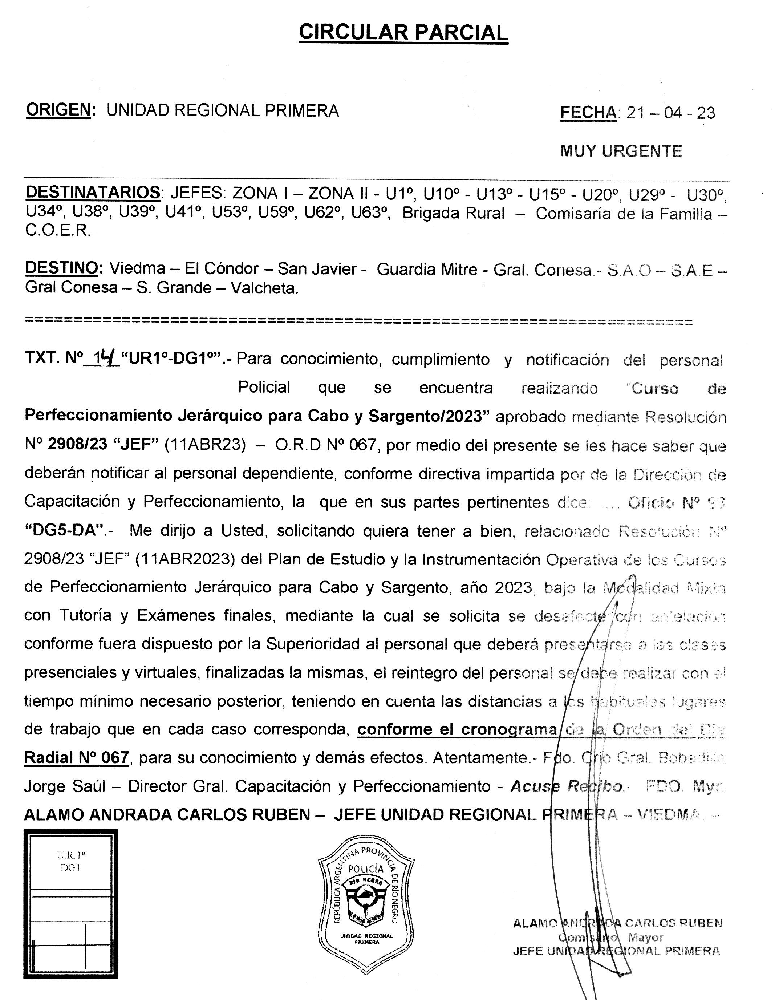 CIRCULAR PARCIAL
ORIGEN: UNIDAD REGIONAL PRIMERA
FECHA: 21 – 04 - 23
MUY URGENTE
DESTINATARIOS: JEFES: ZONA I – ZONA II - U1º, U10º - U13º - U15º - U20º, U29º - U30º,
U34º, U38º, U39º, U41º, U53º, U59º, U62º, U63º, Brigada Rural – Comisaría de la Familia –
C.O.E.R.
DESTINO: Viedma – El Cóndor – San Javier - Guardia Mitre - Gral. Conesa.- S.A.O – S.A.E –
Gral Conesa – S. Grande – Valcheta.
=====================================================================
TXT. Nº 14 “UR1º-DG1º”.- Para conocimiento, cumplimiento y notificación del personal
Policial que se encuentra realizando “Curso de
Perfeccionamiento Jerárquico para Cabo y Sargento/2023” aprobado mediante Resolución
Nº 2908/23 “JEF” (11ABR23) – O.R.D Nº 067, por medio del presente se les hace saber que
deberán notificar al personal dependiente, conforme directiva impartida por de la Dirección de
Capacitación y Perfeccionamiento, la que en sus partes pertinentes dice: .... Oficio Nº
“DG5-DA".- Me dirijo a Usted, solicitando quiera tener a bien, relacionado Resolución Nº
2908/23 “JEF” (11ABR2023) del Plan de Estudio y la Instrumentación Operativa de los Cursos
de Perfeccionamiento Jerárquico para Cabo y Sargento, año 2023, bajo la Modalidad Mixta
con Tutoría y Exámenes finales, mediante la cual se solicita se desafecte con antelación
conforme fuera dispuesto por la Superioridad al personal que deberá presentarse a las clases
presenciales y virtuales, finalizadas la mismas, el reintegro del personal se debe realizar con el
tiempo mínimo necesario posterior, teniendo en cuenta las distancias a los habituales lugares
de trabajo que en cada caso corresponda, conforme el cronograma de la Orden del Día
Radial Nº 067, para su conocimiento y demás efectos. Atentamente.- Fdo. Crio Gral. Bobadilla
Jorge Saúl – Director Gral. Capacitación y Perfeccionamiento - Acuse Recibo.- FDO. Myr.
ALAMO ANDRADA CARLOS RUBEN – JEFE UNIDAD REGIONAL PRIMERA – VIEDMA. –
U.R.1º
DG1
REPÚBLICA ARGENTINA PROVINCIA DE RÍO NEGRO
POLICÍA
RIO NEGRO
UNIDAD REGIONAL
PRIMERA
ALAMO ANDRADA CARLOS RUBEN
Comisario Mayor
JEFE UNIDAD REGIONAL PRIMERA